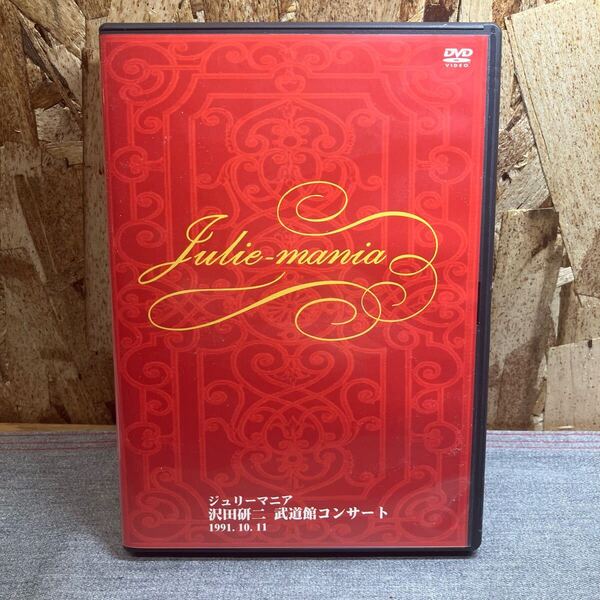 DVD
VIDEO
Julie-mania
ジュリーマニア
沢田研二 武道館コンサート
1991. 10. 11